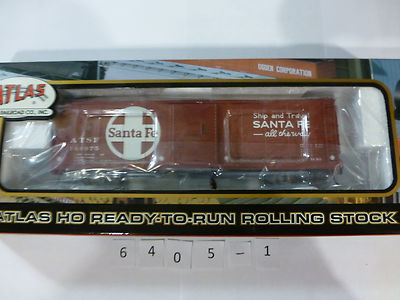 OGDEN CORPORATION
ATLAS
RAILROAD CO., INC.
Ship and Travel
SANTA FE
—all the way
Santa Fe
ATSF
ATLAS HO READY-TO-RUN ROLLING STOCK
6 4 0 5 - 1